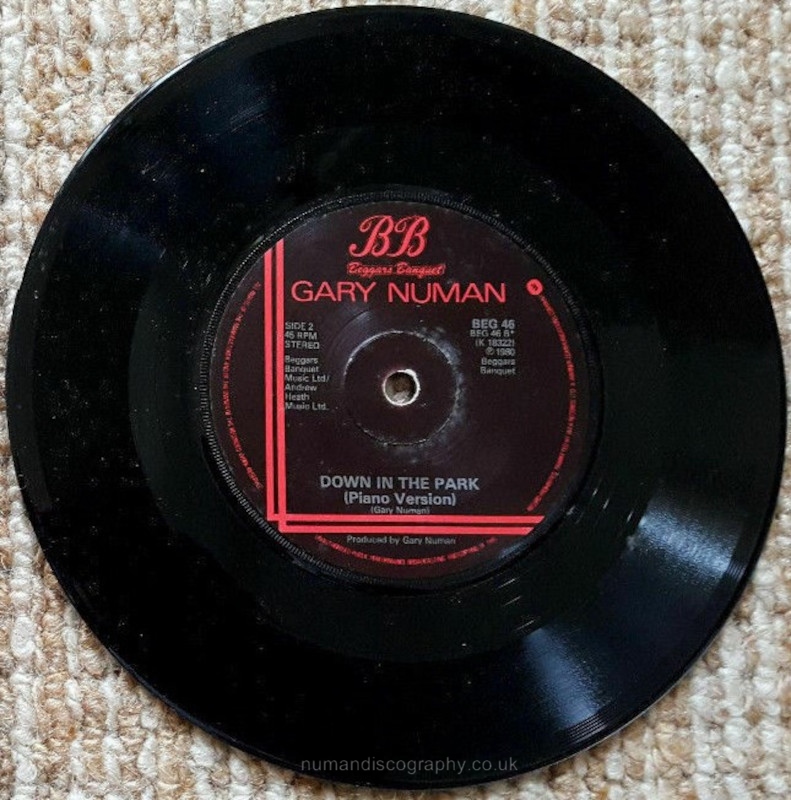 BB
Beggars Banquet
GARY NUMAN
SIDE 2
45 RPM
STEREO
Beggars
Banquet
Music Ltd/
Andrew
Heath
Music Ltd.
BEG 46
BEG 46 B*
(K 18322)
℗ 1980
Beggars
Banquet
DOWN IN THE PARK
(Piano Version)
(Gary Numan)
Produced by Gary Numan
numandiscography.co.uk